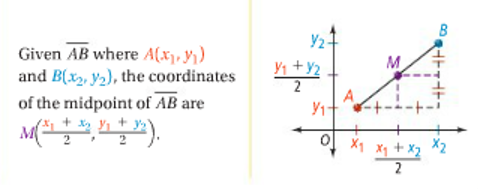 Given AB where A(x₁, y₁)
and B(x₂, y₂), the coordinates
of the midpoint of AB are
M(x₁ + x₂/2, y₁ + y₂/2).
y₂
B
M
y₁ + y₂
2
A
y₁
O
x₁
x₁ + x₂
2
x₂